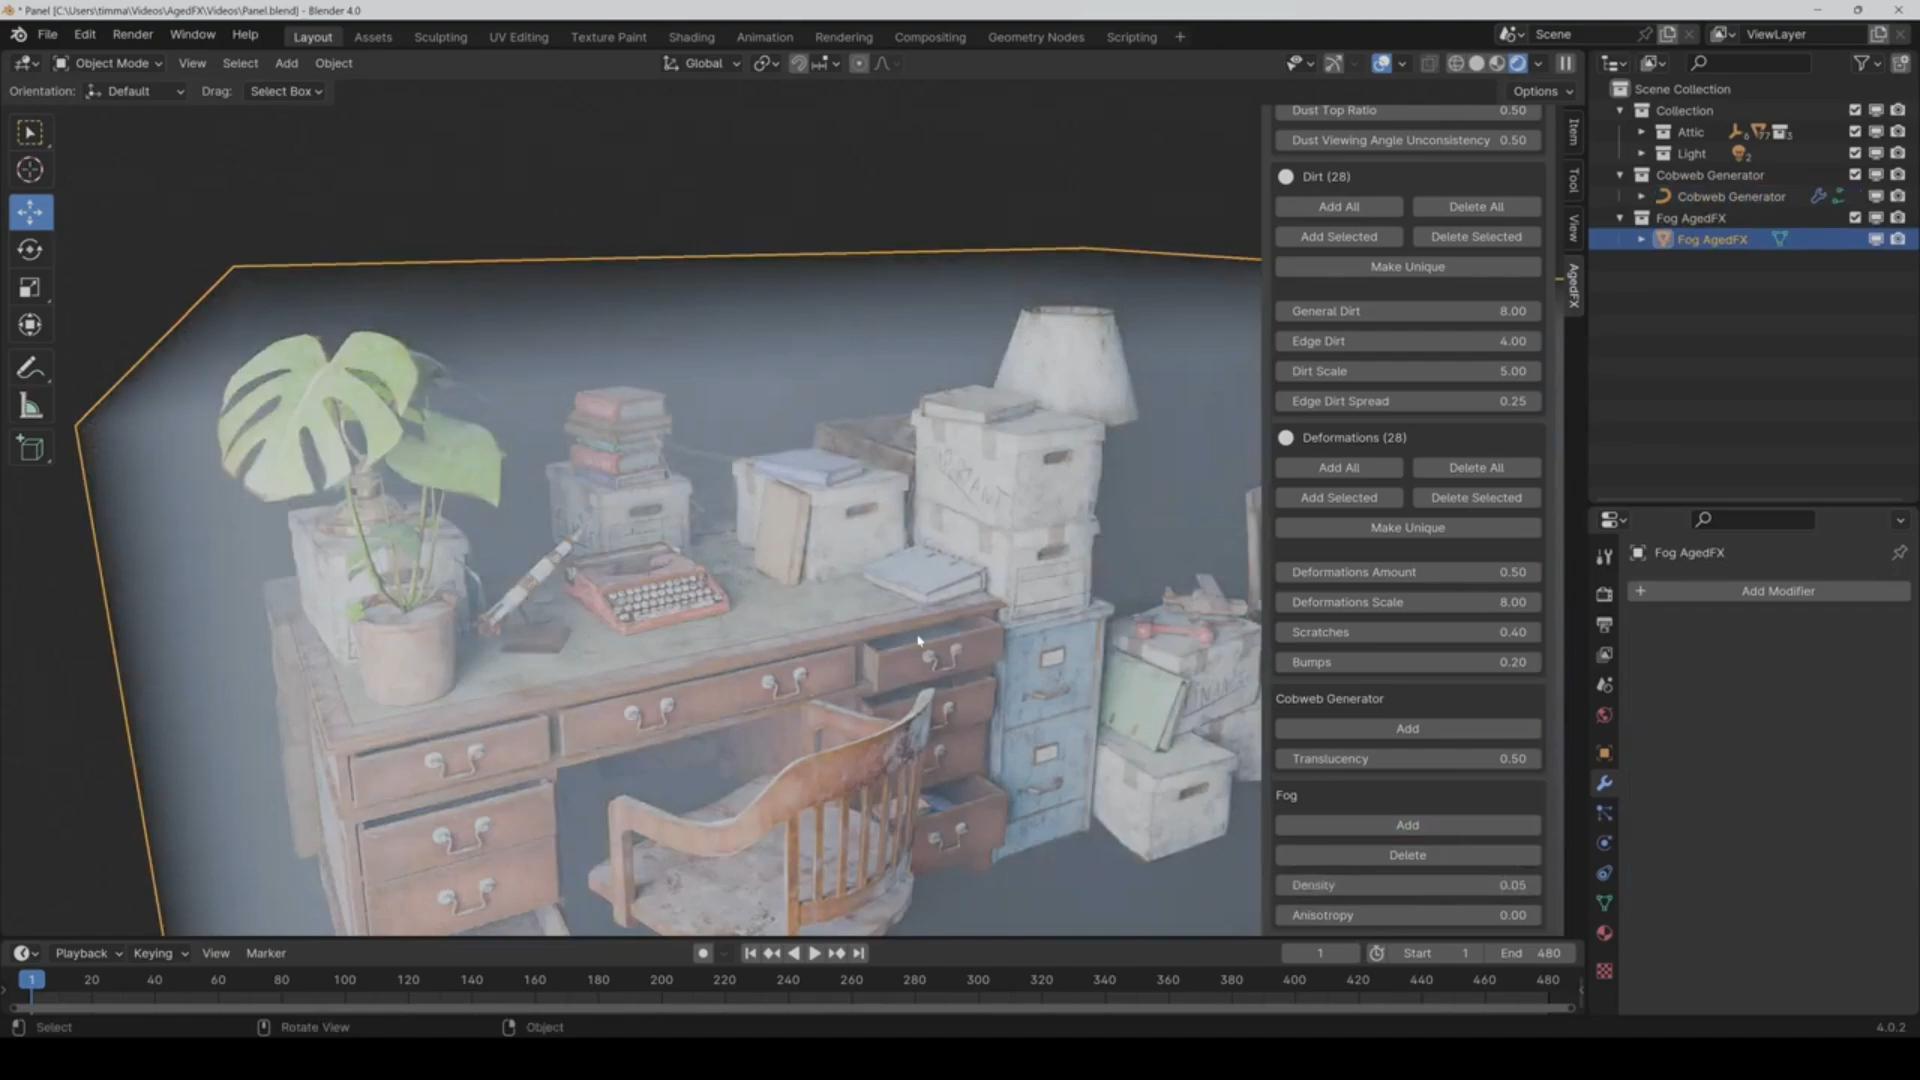 * Panel [C:\Users\timma\Videos\AgedFX\Videos\Panel.blend] - Blender 4.0
File Edit Render Window Help
Layout Assets Sculpting UV Editing Texture Paint Shading Animation Rendering Compositing Geometry Nodes Scripting +
Scene
ViewLayer
Object Mode View Select Add Object
Global
Orientation: Default Drag: Select Box
Options
Item
Tool
View
AgedFX
Dust Top Ratio 0.50
Dust Viewing Angle Unconsistency 0.50
Dirt (28)
Add All Delete All
Add Selected Delete Selected
Make Unique
General Dirt 8.00
Edge Dirt 4.00
Dirt Scale 5.00
Edge Dirt Spread 0.25
Deformations (28)
Add All Delete All
Add Selected Delete Selected
Make Unique
Deformations Amount 0.50
Deformations Scale 8.00
Scratches 0.40
Bumps 0.20
Cobweb Generator
Add
Translucency 0.50
Fog
Add
Delete
Density 0.05
Anisotropy 0.00
Scene Collection
Collection
Attic 6 77 3
Light 2
Cobweb Generator
Cobweb Generator
Fog AgedFX
Fog AgedFX
Fog AgedFX
+ Add Modifier
Playback Keying View Marker
1
Start 1
End 480
1 20 40 60 80 100 120 140 160 180 200 220 240 260 280 300 320 340 360 380 400 420 440 460 480
Select
Rotate View
Object
4.0.2